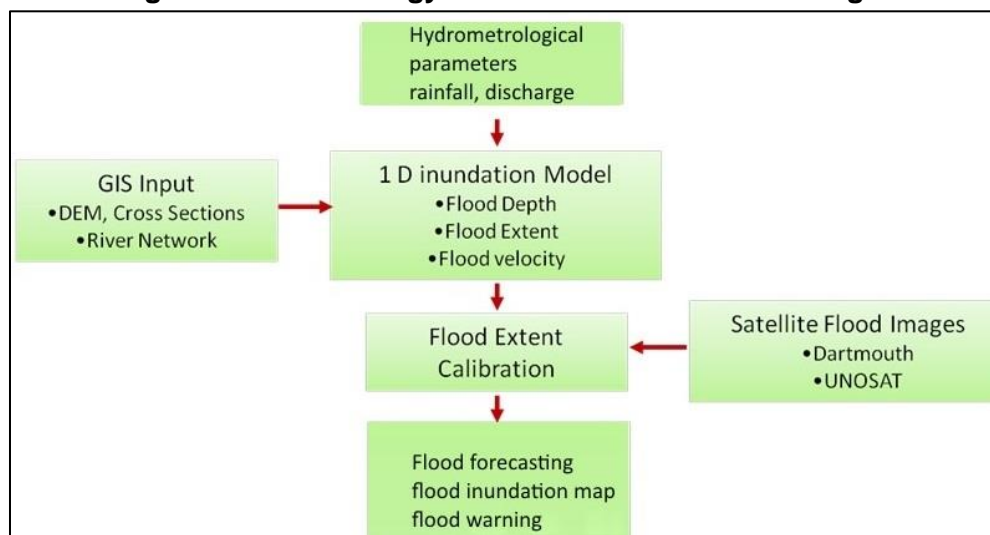 Hydrometrological
parameters
rainfall, discharge
GIS Input
•DEM, Cross Sections
•River Network
1 D inundation Model
•Flood Depth
•Flood Extent
•Flood velocity
Flood Extent
Calibration
Satellite Flood Images
•Dartmouth
•UNOSAT
Flood forecasting
flood inundation map
flood warning